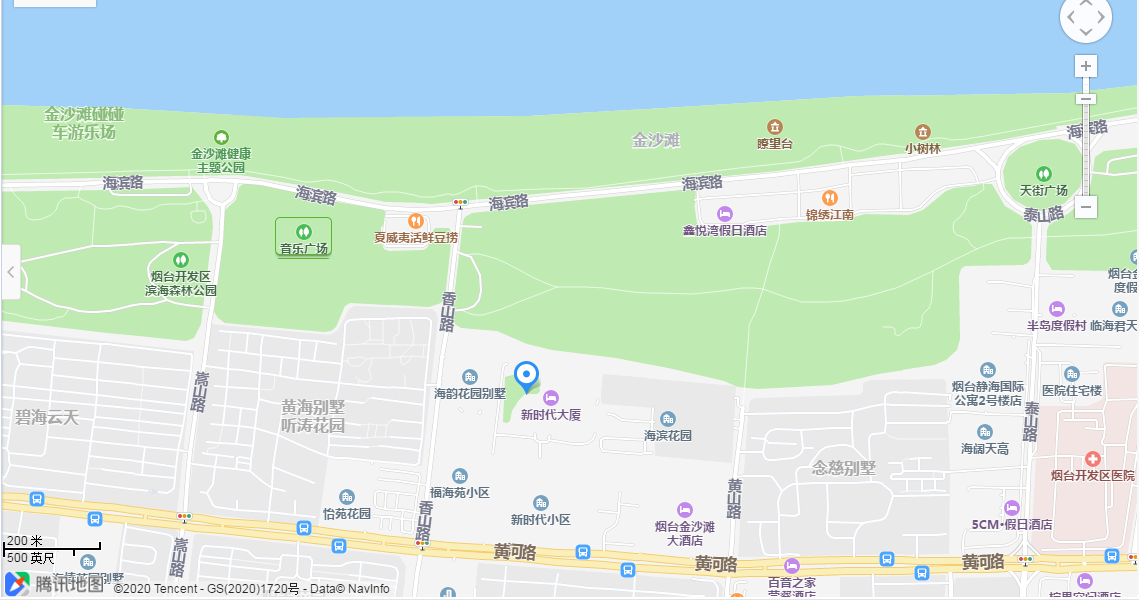 金沙滩碰碰
车游乐场
金沙滩健康
主题公园
金沙滩
瞭望台
小树林
海滨路
海滨路
海滨路
海滨路
海滨路
天街广场
泰山路
锦绣江南
鑫悦湾假日酒店
夏威夷活鲜豆捞
音乐广场
烟台开发区
滨海森林公园
香山路
烟台金
度假
半岛度假村
临海君天
嵩山路
黄海别墅
听涛花园
碧海云天
海韵花园别墅
新时代大厦
海滨花园
烟台静海国际
公寓2号楼店
医院住宅楼
泰山路
海阔天高
念慈别墅
烟台开发区医院
福海苑小区
怡苑花园
香山路
新时代小区
烟台金沙滩
大酒店
黄山路
5CM·假日酒店
嵩山路
黄河路
黄河路
黄河路
200 米
500 英尺
腾讯地图
©2020 Tencent - GS(2020)1720号 - Data© NavInfo
百音之家